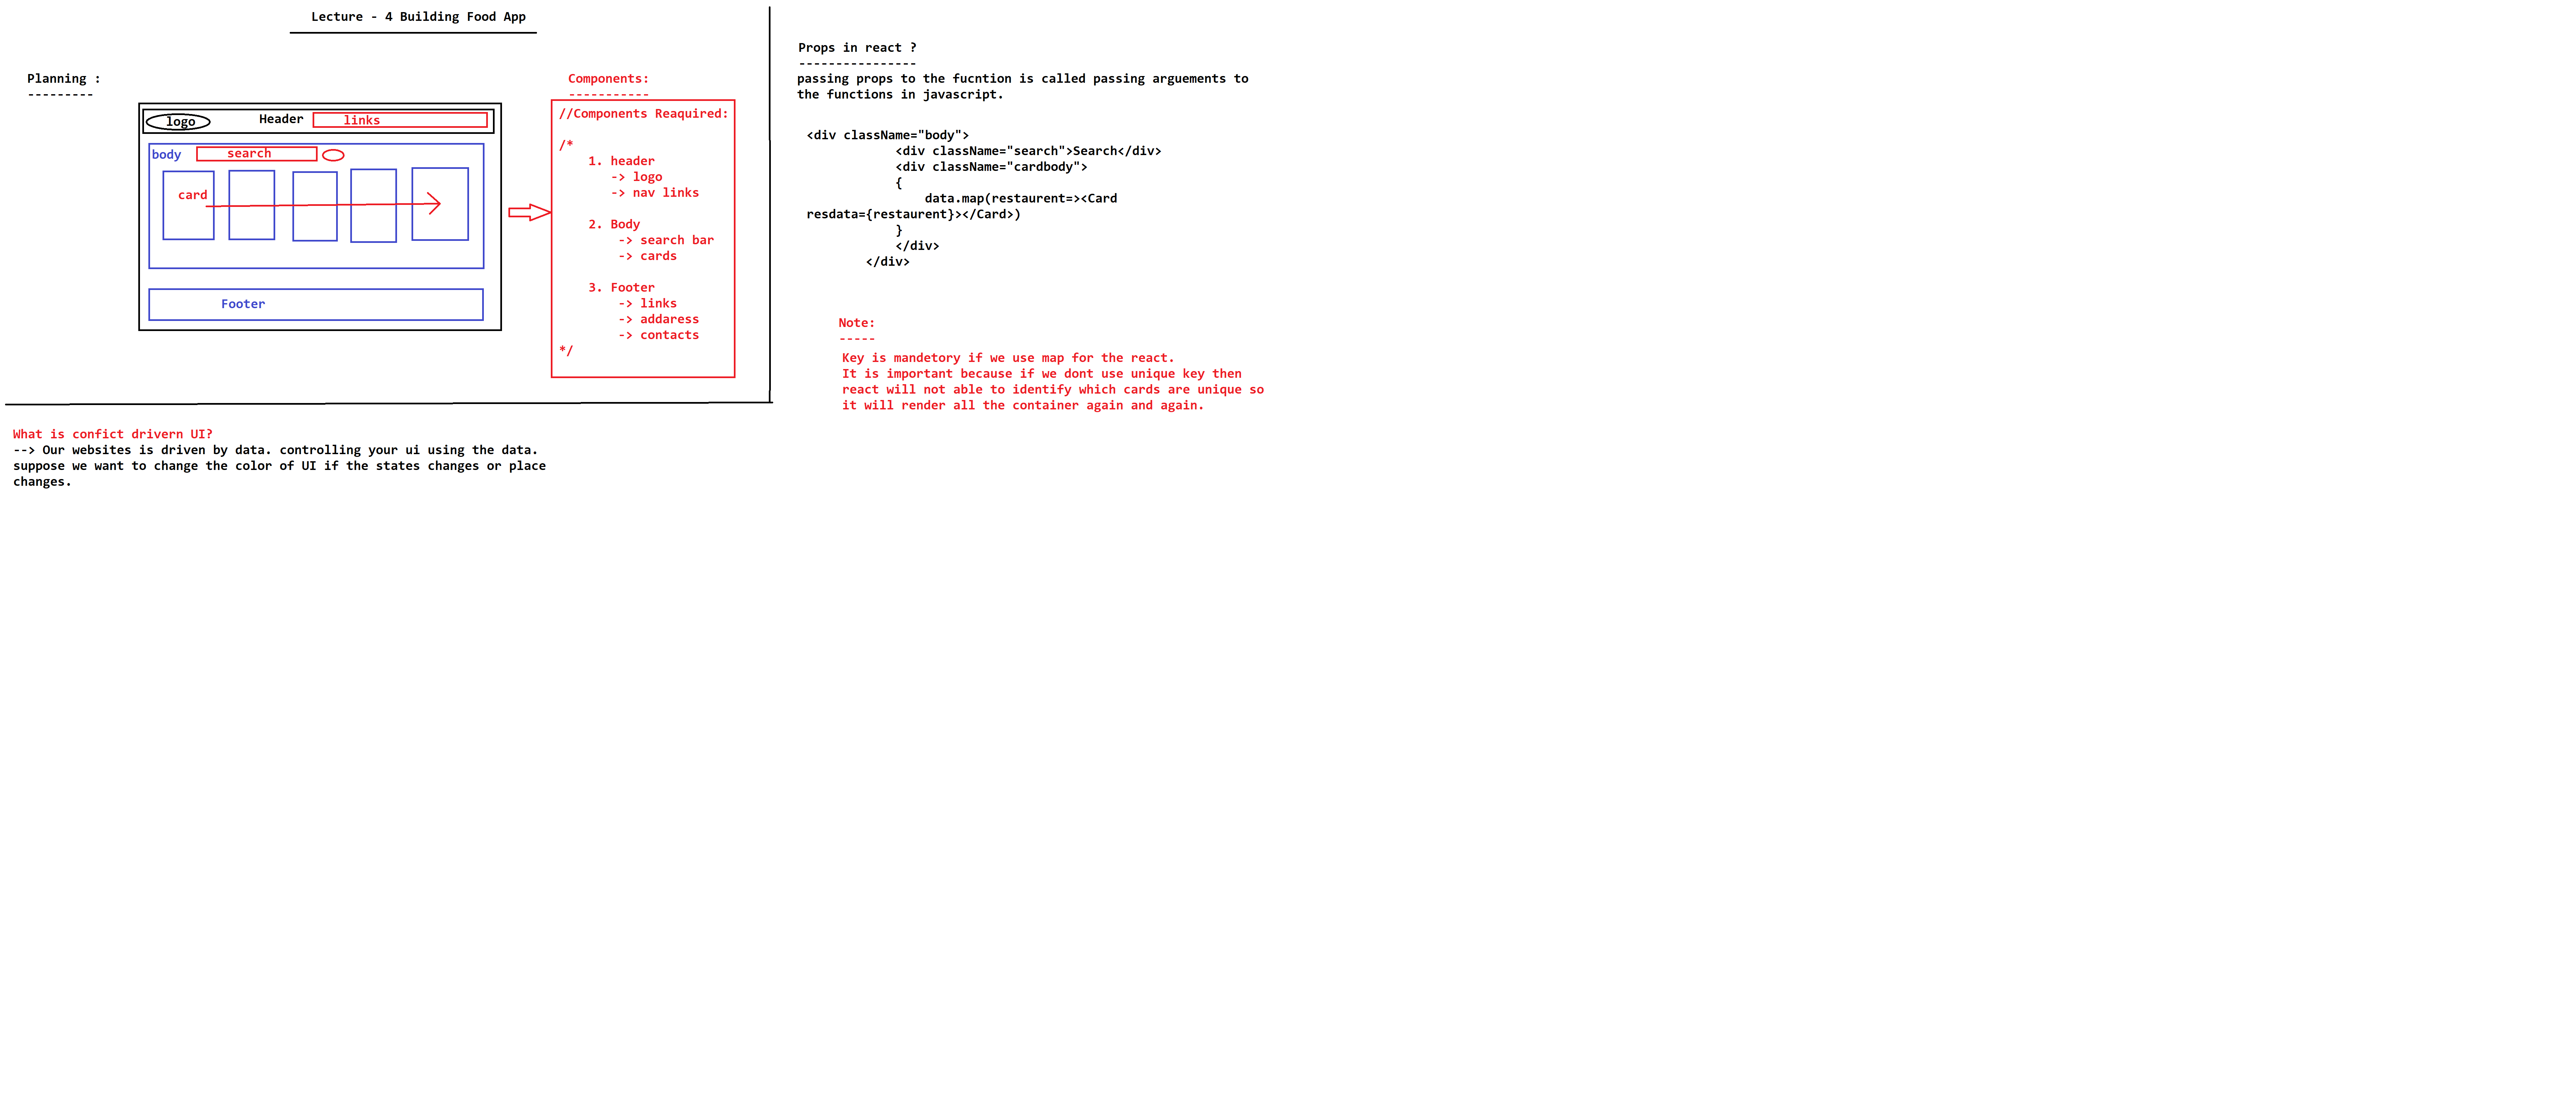 Lecture - 4 Building Food App
Planning :
---------
logo
Header
links
body
search
card
Footer
Components:
-----------
//Components Reaquired:
/*
1. header
-> logo
-> nav links
2. Body
-> search bar
-> cards
3. Footer
-> links
-> addaress
-> contacts
*/
What is confict drivern UI?
--> Our websites is driven by data. controlling your ui using the data.
suppose we want to change the color of UI if the states changes or place
changes.
Props in react ?
----------------
passing props to the fucntion is called passing arguements to
the functions in javascript.
<div className="body">
<div className="search">Search</div>
<div className="cardbody">
{
data.map(restaurent=><Card
resdata={restaurent}></Card>)
}
</div>
</div>
Note:
-----
Key is mandetory if we use map for the react.
It is important because if we dont use unique key then
react will not able to identify which cards are unique so
it will render all the container again and again.